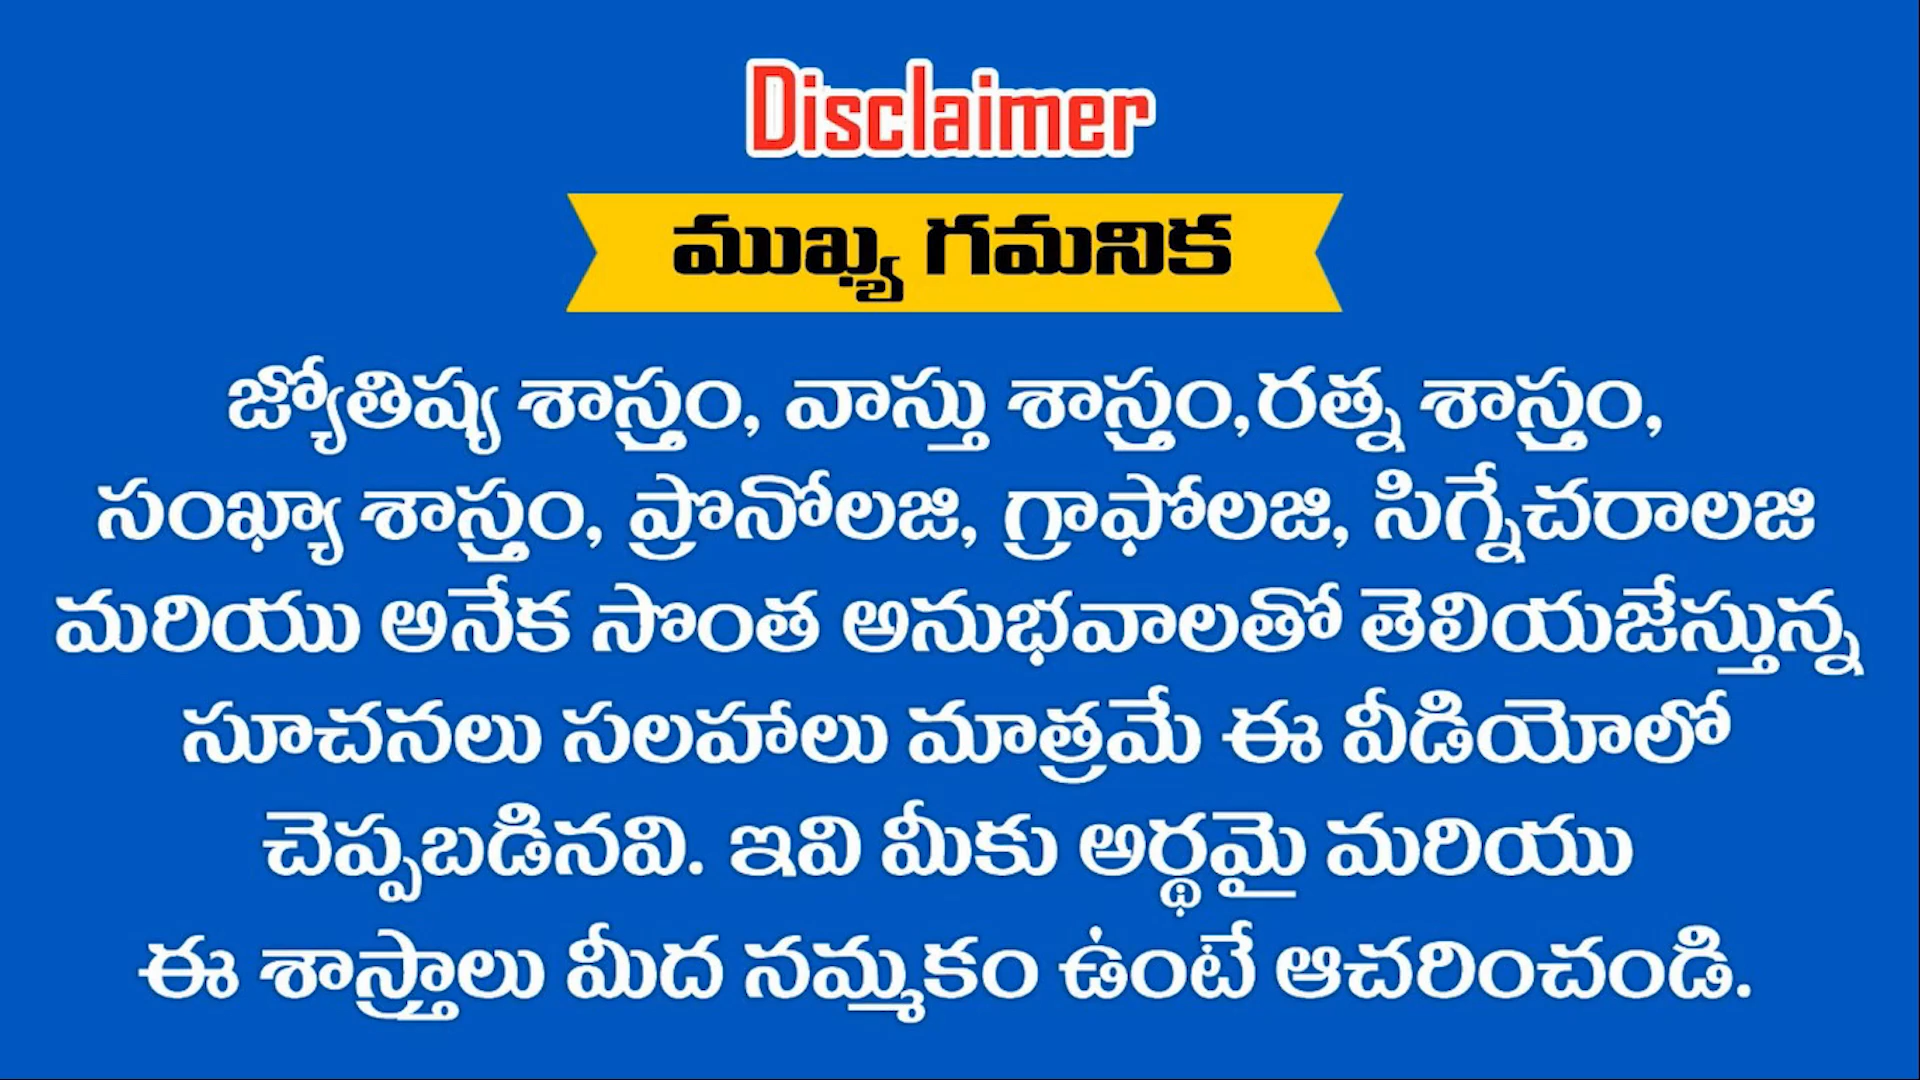 Disclaimer
ముఖ్య గమనిక
జ్యోతిష్య శాస్త్రం, వాస్తు శాస్త్రం,రత్న శాస్త్రం,
సంఖ్యా శాస్త్రం, ప్రొనోలజి, గ్రాఫోలజి, సిగ్నేచరాలజి
మరియు అనేక సొంత అనుభవాలతో తెలియజేస్తున్న
సూచనలు సలహాలు మాత్రమే ఈ వీడియోలో
చెప్పబడినవి. ఇవి మీకు అర్థమై మరియు
ఈ శాస్త్రాలు మీద నమ్మకం ఉంటే ఆచరించండి.